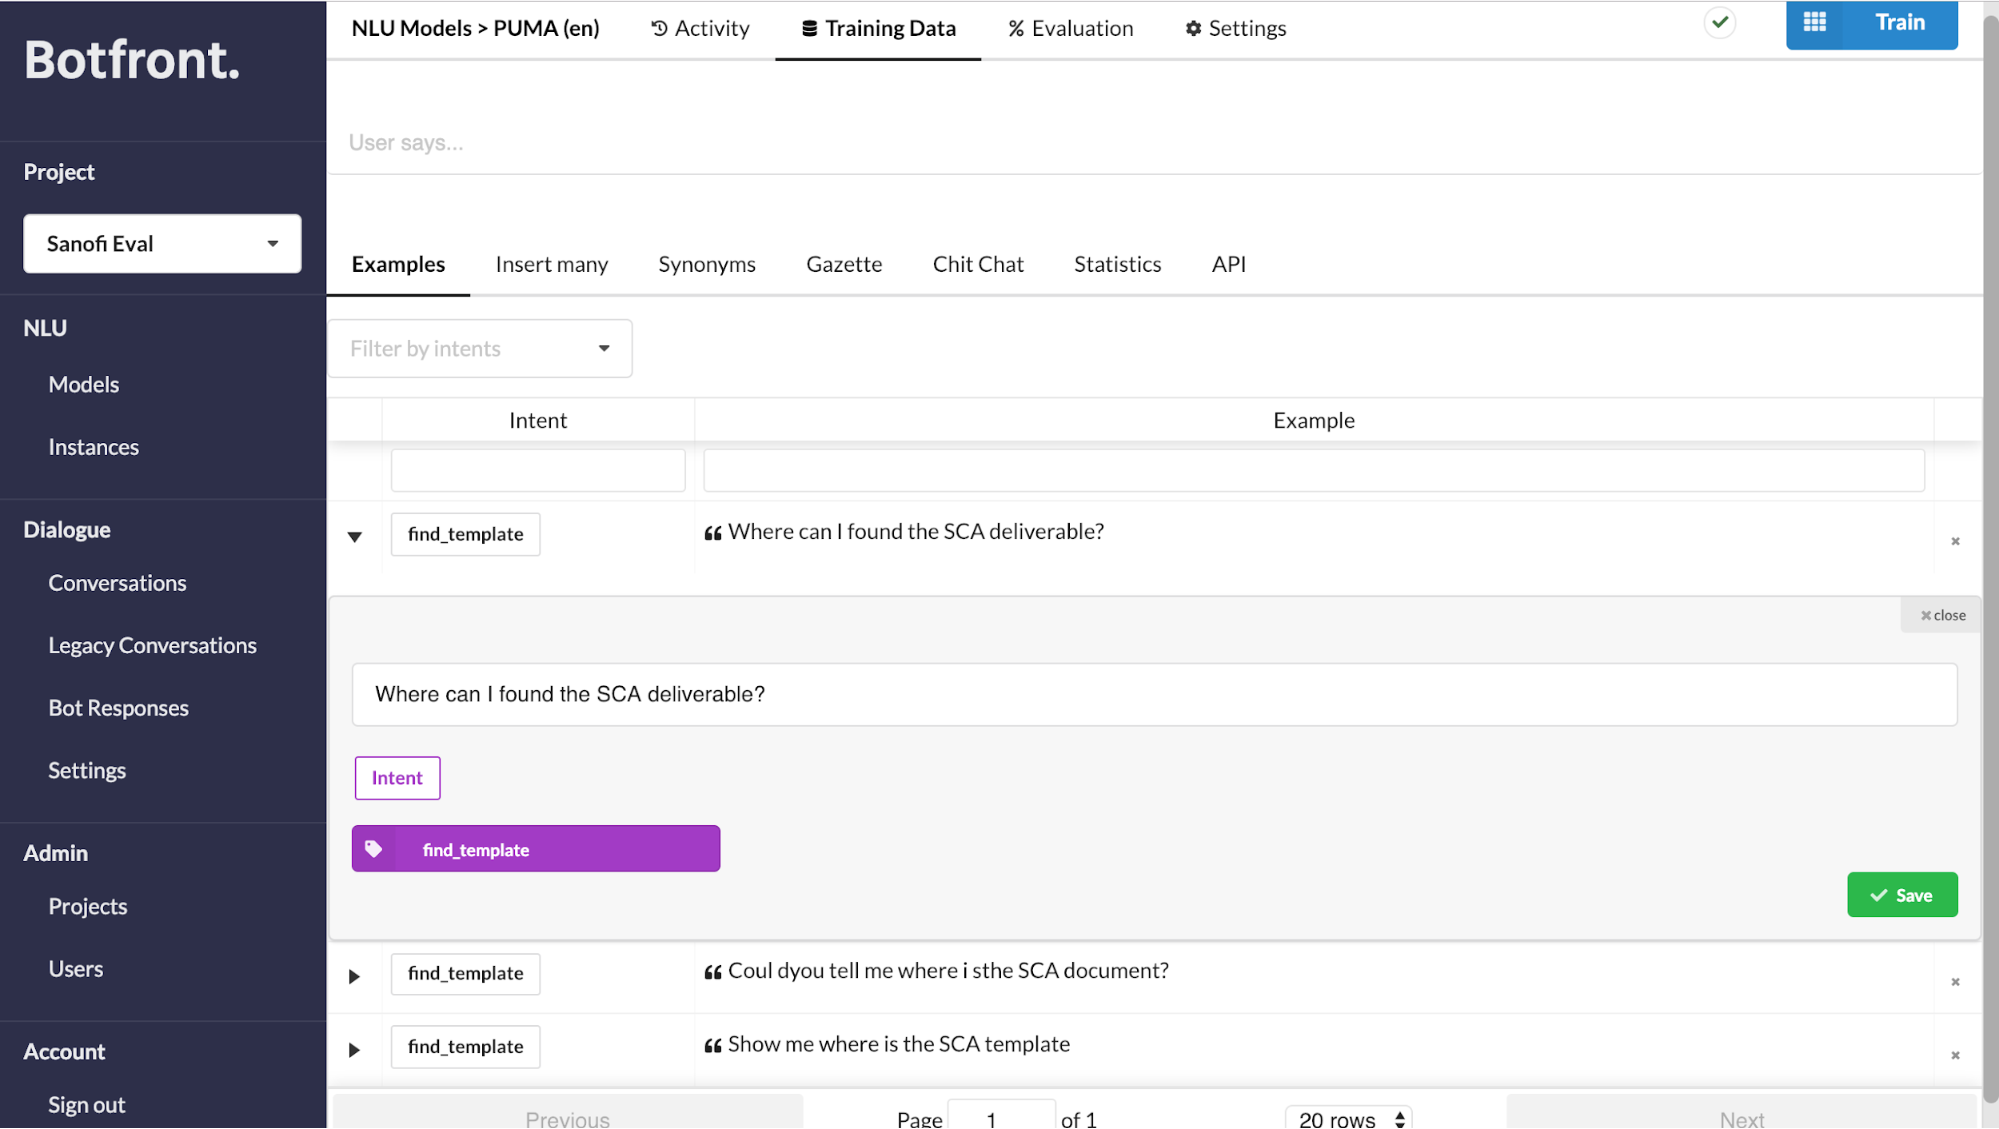 Botfront.
Project
Sanofi Eval
NLU
Models
Instances
Dialogue
Conversations
Legacy Conversations
Bot Responses
Settings
Admin
Projects
Users
Account
Sign out
NLU Models > PUMA (en) Activity Training Data % Evaluation Settings Train
User says...
Examples Insert many Synonyms Gazette Chit Chat Statistics API
Filter by intents
Intent Example
find_template Where can I found the SCA deliverable?
close
Where can I found the SCA deliverable?
Intent
find_template
Save
find_template Coul dyou tell me where i sthe SCA document?
find_template Show me where is the SCA template
Previous Page 1 of 1 20 rows Next